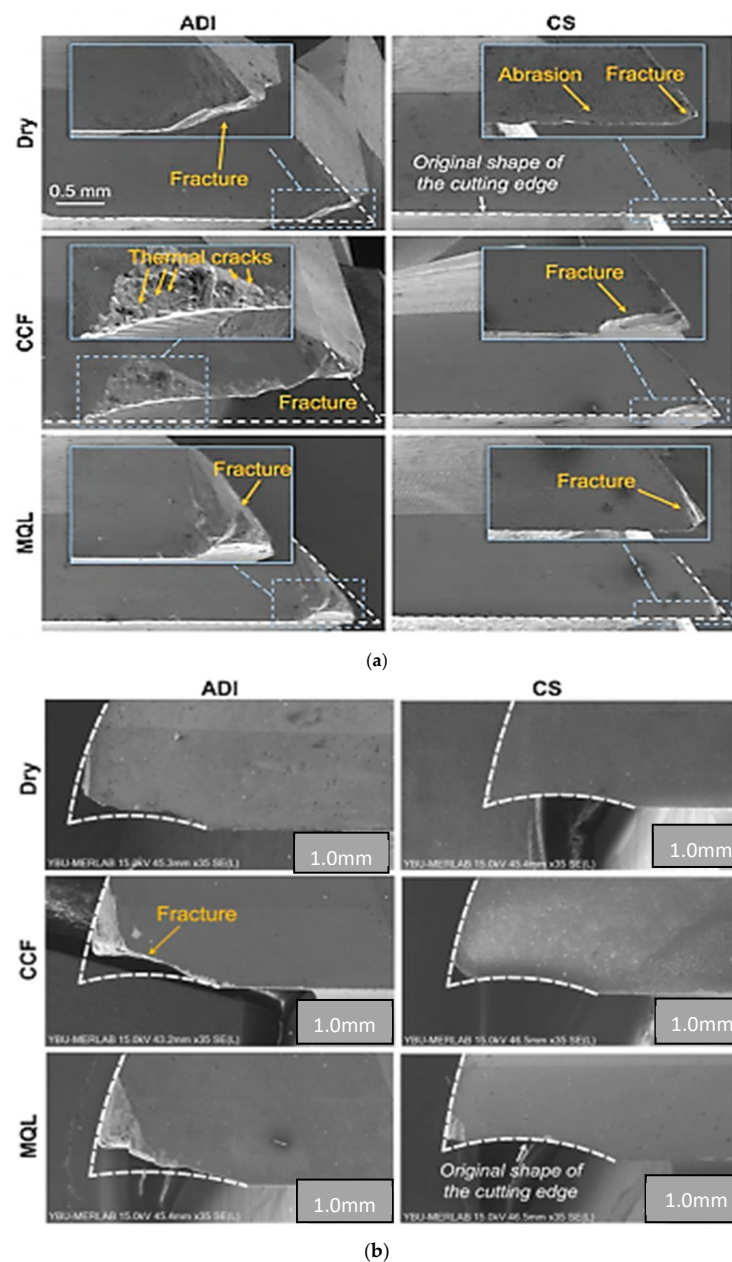 ADI CS
Dry
Abrasion Fracture
Fracture
Original shape of
the cutting edge
0.5 mm
CCF
Thermal cracks
Fracture
Fracture
MQL
Fracture
Fracture
(a)
ADI CS
Dry
1.0mm
YBU-MERLAB 15.0kV 45.3mm x35 SE(L)
1.0mm
YBU-MERLAB 15.0kV 45.4mm x35 SE(L)
CCF
Fracture
1.0mm
YBU-MERLAB 15.0kV 43.2mm x35 SE(L)
1.0mm
YBU-MERLAB 15.0kV 46.5mm x35 SE(L)
MQL
1.0mm
YBU-MERLAB 15.0kV 45.4mm x35 SE(L)
Original shape of
the cutting edge
1.0mm
YBU-MERLAB 15.0kV 46.5mm x35 SE(L)
(b)